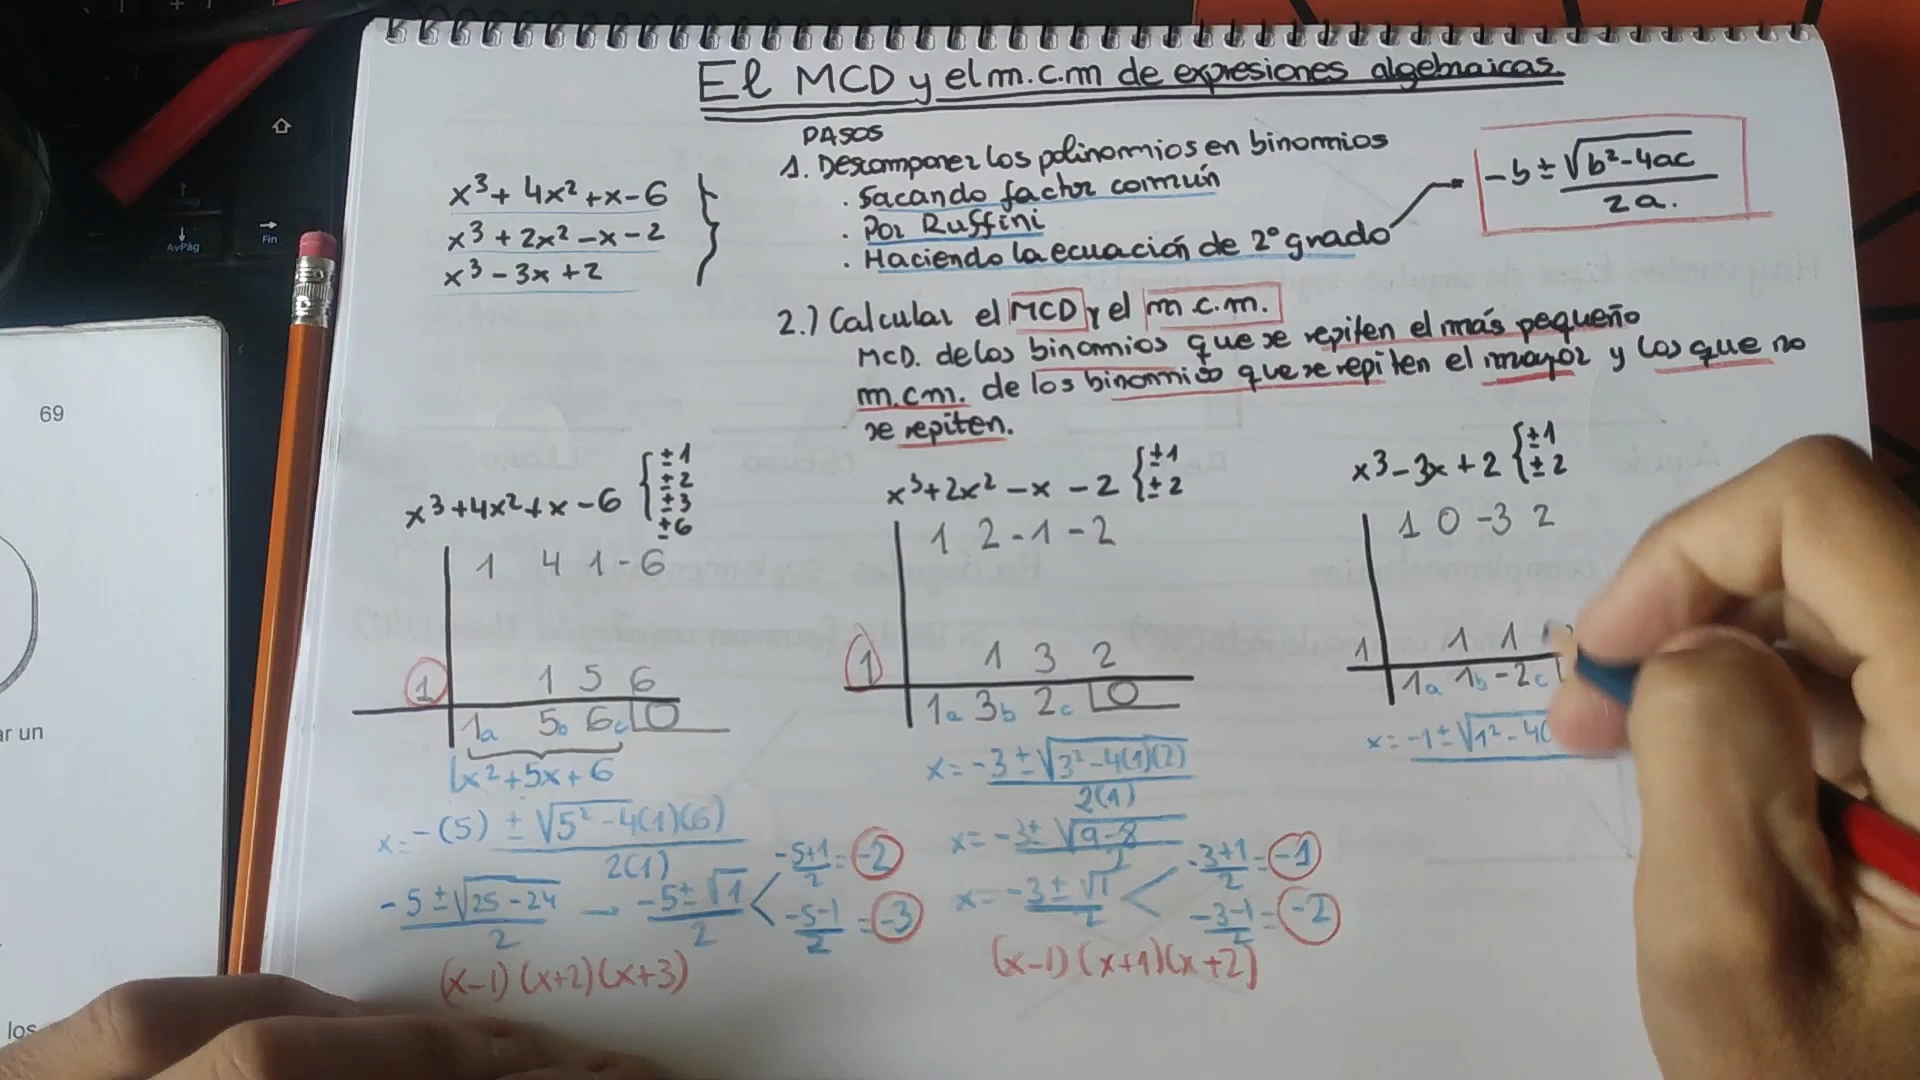 El MCD y el m.c.m de expresiones algebraicas.
PASOS
1. Descomponer los polinomios en binomios
. Sacando factor común
. Por Ruffini
. Haciendo la ecuación de 2º grado
-b ± √b²-4ac
2a.
x³ + 4x² + x - 6
x³ + 2x² - x - 2
x³ - 3x + 2
2.) Calcular el MCD y el m.c.m.
MCD. de los binomios que se repiten el más pequeño
m.c.m. de los binomios que se repiten el mayor y los que no
se repiten.
x³+4x²+x-6
±1
±2
±3
±6
1 4 1 -6
1
1 5 6
1a 5b 6c 0
1x²+5x+6
x= -(5) ± √5²-4(1)(6)
2(1)
-5±√25-24
2
-5±√1
2
-5+1
2
= -2
-5-1
2
= -3
(x-1) (x+2) (x+3)
x³+2x² - x - 2
±1
±2
1 2 -1 -2
1
1 3 2
1a 3b 2c 0
x= -3±√3²-4(1)(2)
2(1)
x= -3±√9-8
2
x= -3±√1
2
-3+1
2
= -1
-3-1
2
= -2
(x-1) (x+1)(x+2)
x³-3x+2
±1
±2
1 0 -3 2
1
1 1
1a 1b -2c
x= -1±√1²-4(
69
ar un
los
AvPág
Fin